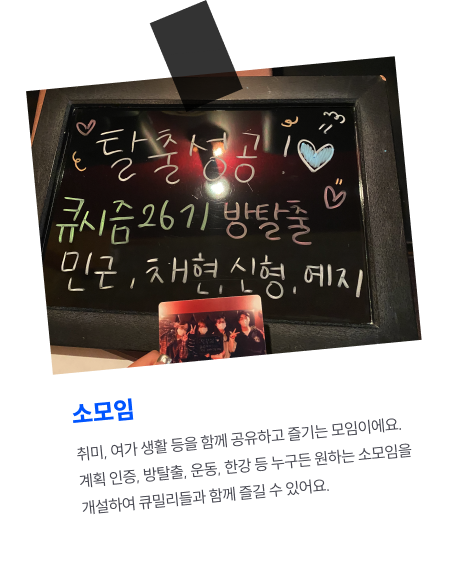 탈출성공!
큐시즘26기 방탈출
민근, 채현, 신형, 예지
소모임
취미, 여가 생활 등을 함께 공유하고 즐기는 모임이에요.
계획 인증, 방탈출, 운동, 한강 등 누구든 원하는 소모임을
개설하여 큐밀리들과 함께 즐길 수 있어요.